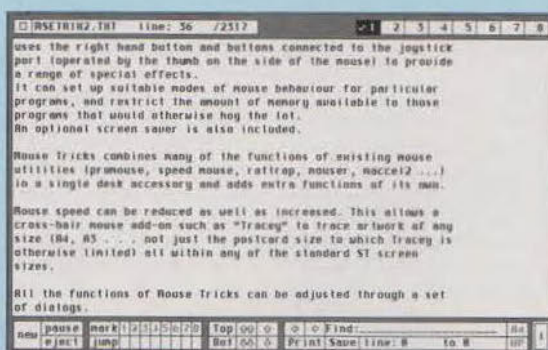 MSETRIK2.TXT line: 36 /2317 1 2 3 4 5 6 7 8
uses the right hand button and buttons connected to the joystick
port (operated by the thumb on the side of the mouse) to provide
a range of special effects.
It can set up suitable modes of mouse behaviour for particular
programs, and restrict the amount of memory available to those
programs that would otherwise hog the lot.
An optional screen saver is also included.
Mouse Tricks combines many of the functions of existing mouse
utilities (promouse, speed mouse, rattrap, mouser, maccel2 ...)
in a single desk accessory and adds extra functions of its own.
Mouse speed can be reduced as well as increased. This allows a
cross-hair mouse add-on such as "Tracey" to trace artwork of any
size (A4, A5 . . . not just the postcard size to which Tracey is
otherwise limited) all within any of the standard ST screen
sizes.
All the functions of Mouse Tricks can be adjusted through a set
of dialogs.
new pause mark 1 2 3 4 5 6 7 8 Top Find:
eject jump Bot Print Save line: 0 to 0 i